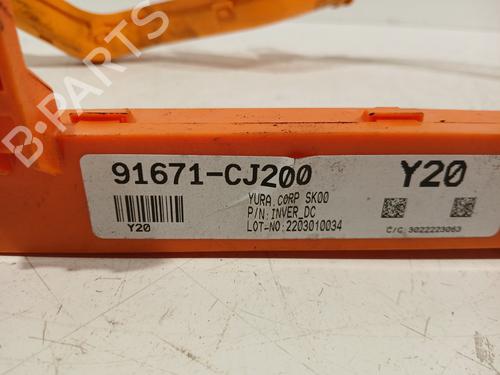 B-PARTS
91671-CJ200
Y20
YURA.CORP SK00
P/N:INVER_DC
LOT-NO:2203010034
Y20
C/C 3022223063